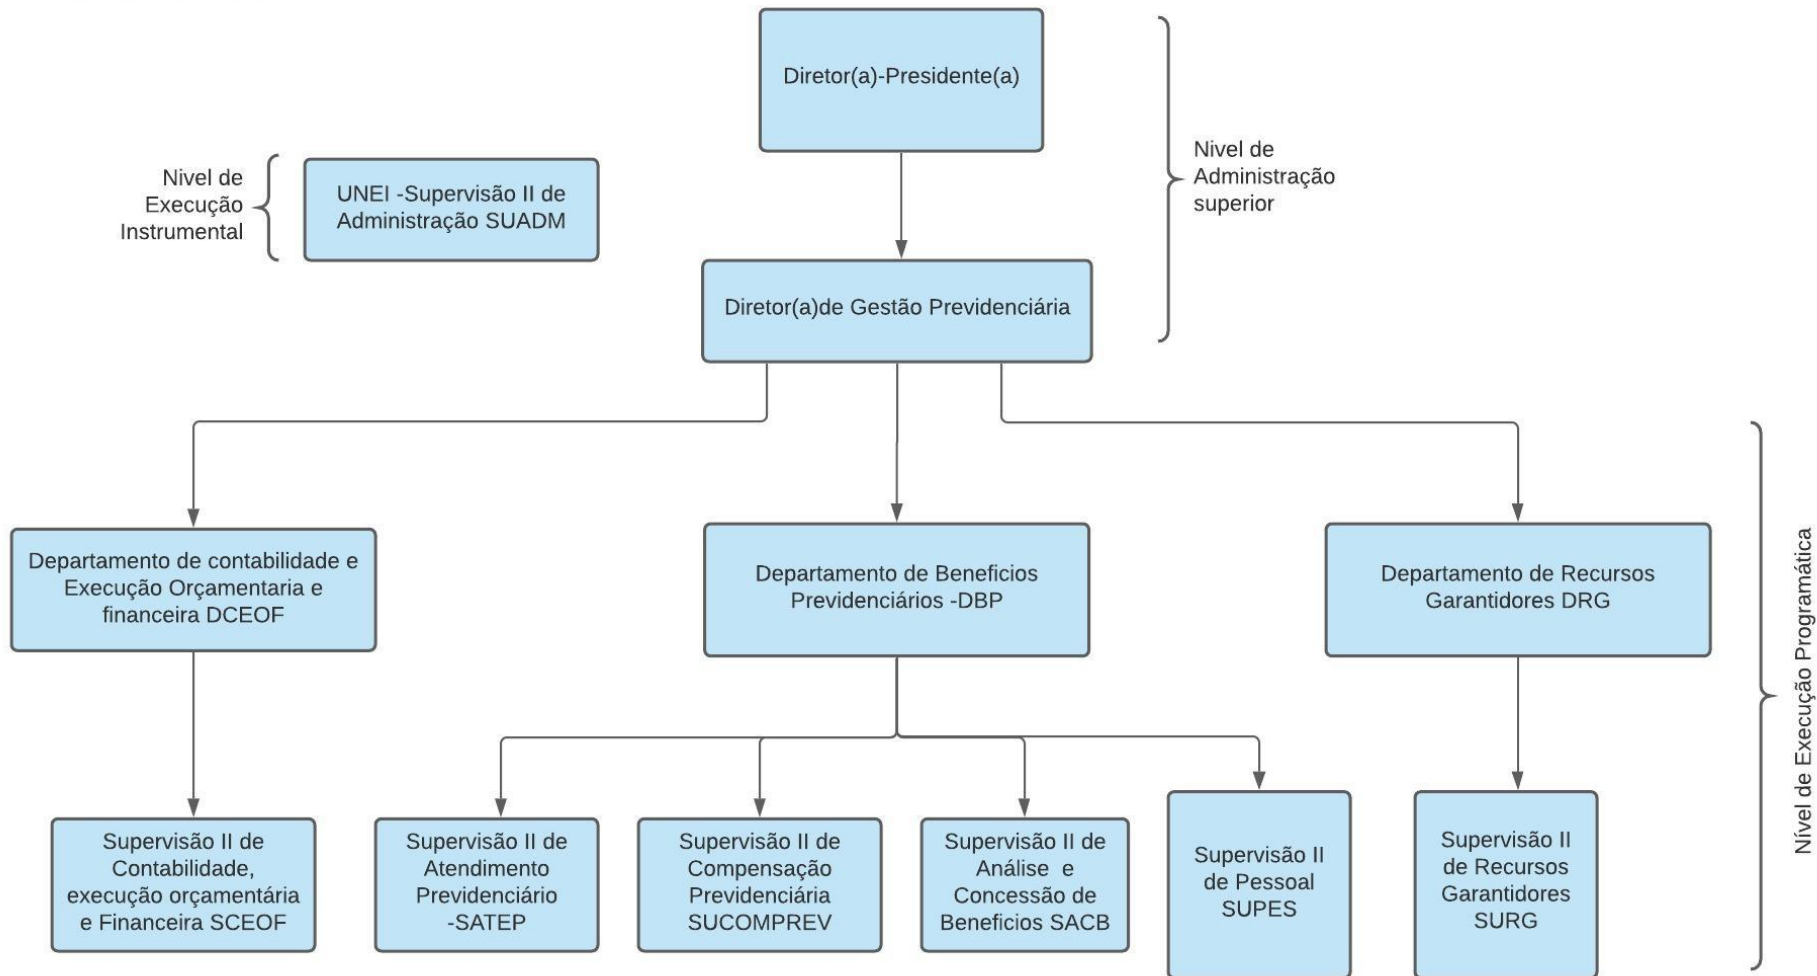 Diretor(a)-Presidente(a)
Nivel de
Administração
superior
Nivel de
Execução
Instrumental
UNEI -Supervisão II de
Administração SUADM
Diretor(a)de Gestão Previdenciária
Departamento de contabilidade e
Execução Orçamentaria e
financeira DCEOF
Departamento de Beneficios
Previdenciários -DBP
Departamento de Recursos
Garantidores DRG
Nível de Execução Programática
Supervisão II de
Contabilidade,
execução orçamentária
e Financeira SCEOF
Supervisão II de
Atendimento
Previdenciário
-SATEP
Supervisão II de
Compensação
Previdenciária
SUCOMPREV
Supervisão II de
Análise e
Concessão de
Beneficios SACB
Supervisão II
de Pessoal
SUPES
Supervisão II
de Recursos
Garantidores
SURG